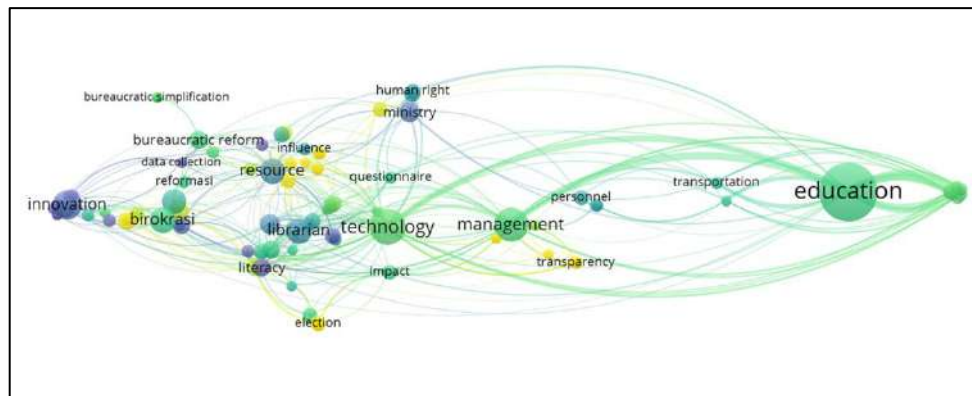 bureaucratic simplification
human right
ministry
bureaucratic reform
influence
data collection
resource
questionnaire
reformasi
transportation
education
personnel
innovation
birokrasi
librarian
technology
management
literacy
impact
transparency
election